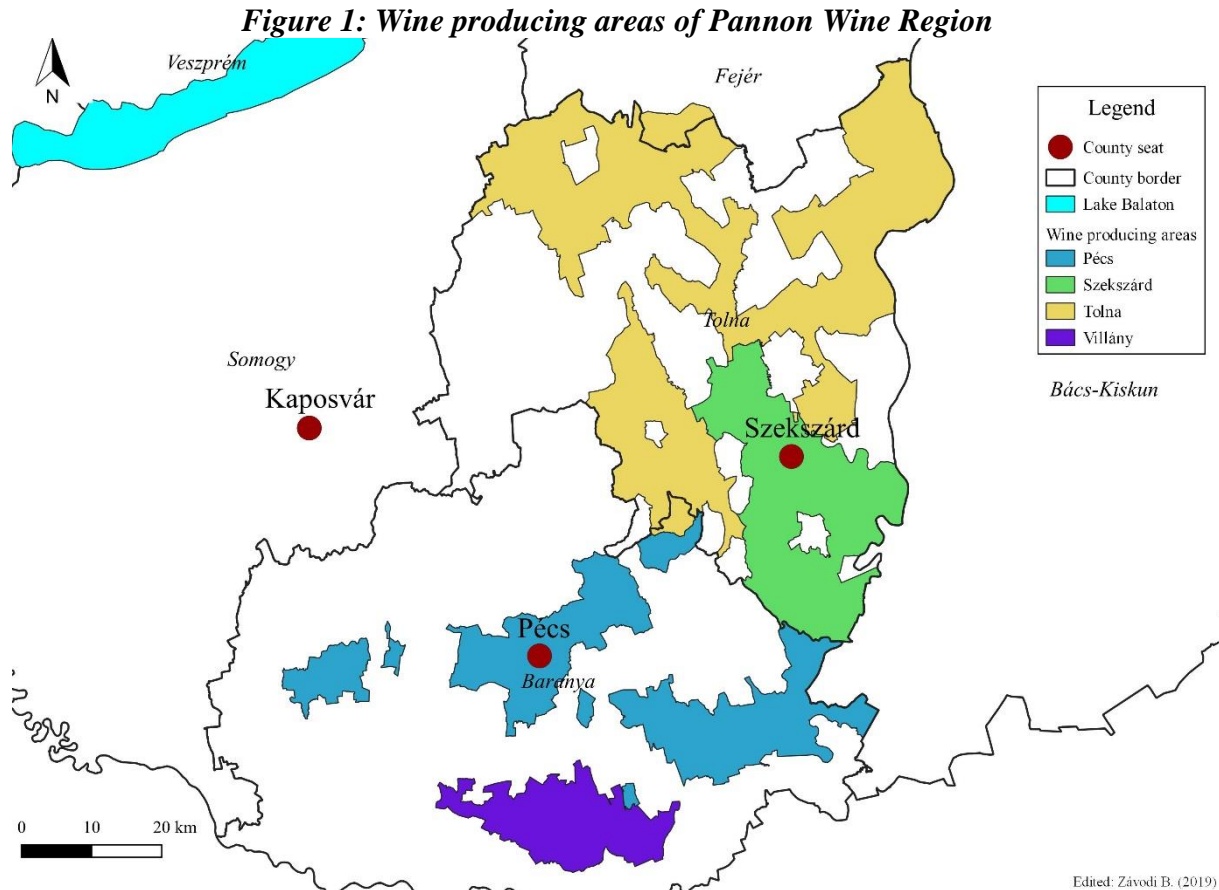 Figure 1: Wine producing areas of Pannon Wine Region
Veszprém
Fejér
N
Legend
County seat
County border
Lake Balaton
Wine producing areas
Pécs
Szekszárd
Tolna
Villány
Tolna
Somogy
Kaposvár
Bács-Kiskun
Szekszárd
Pécs
Baranya
0 10 20 km
Edited: Závodi B. (2019)